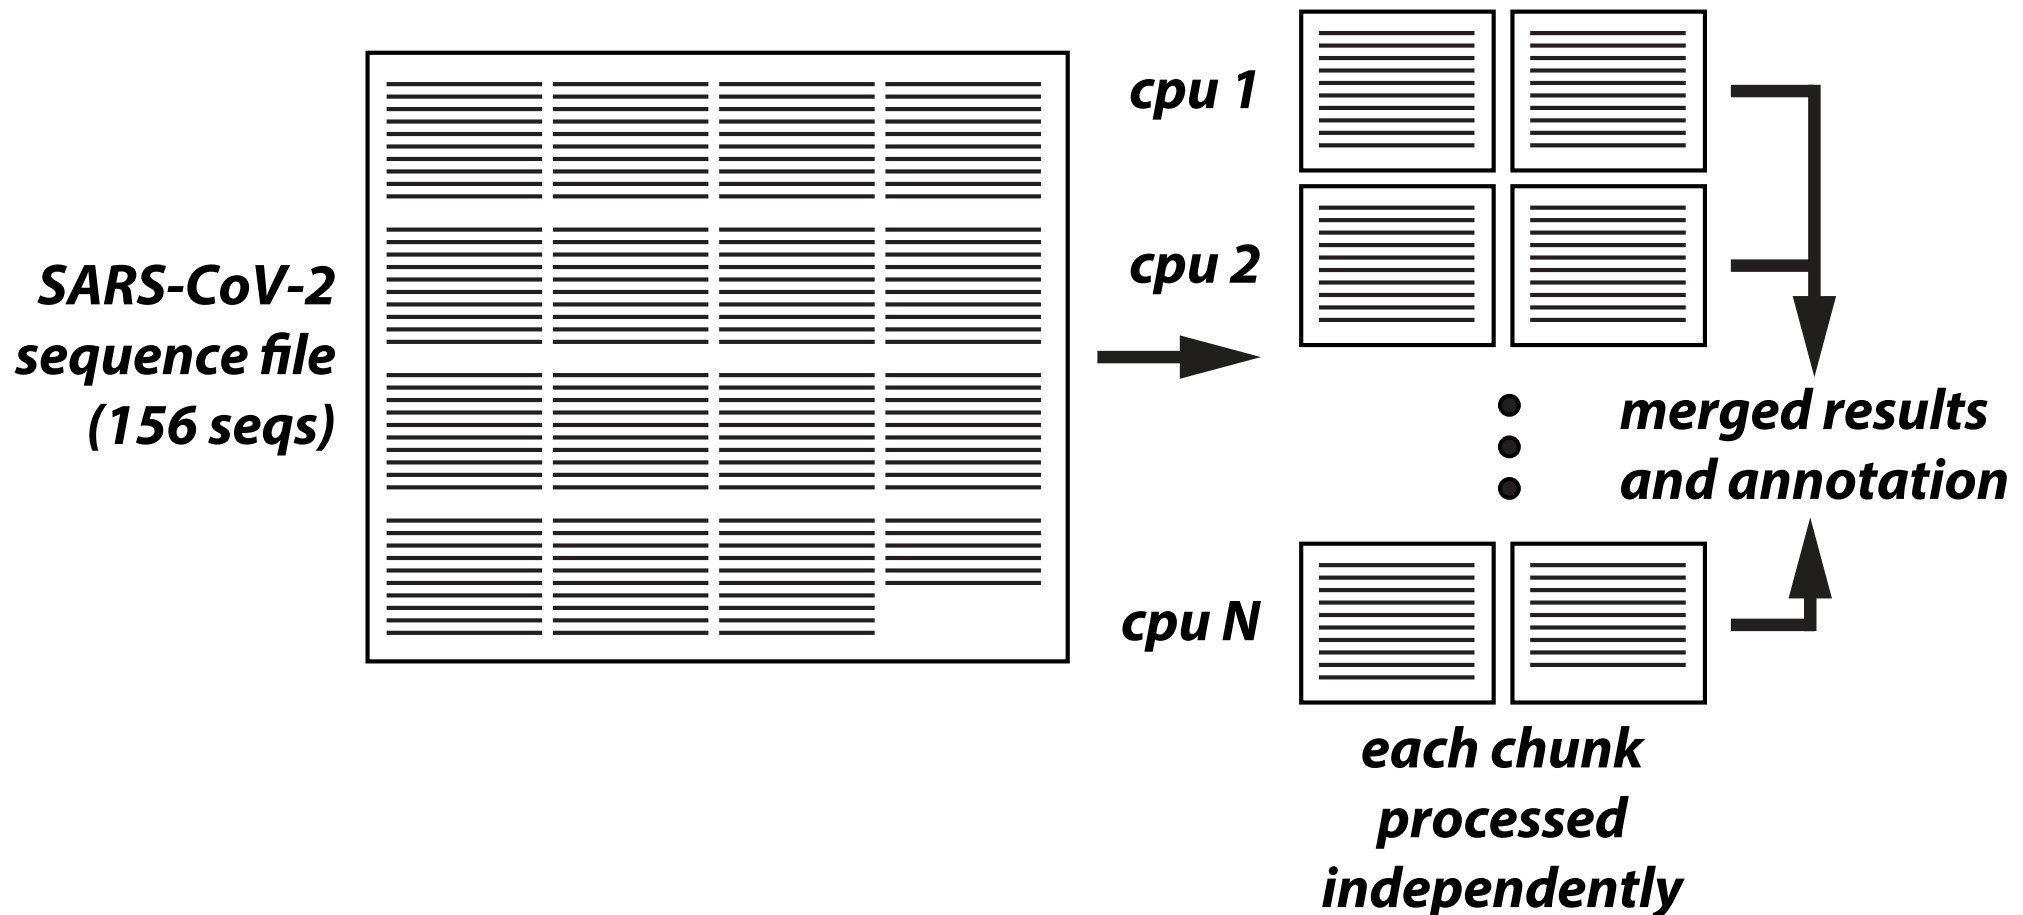 SARS-CoV-2
sequence file
(156 seqs)
cpu 1
cpu 2
cpu N
merged results
and annotation
each chunk
processed
independently